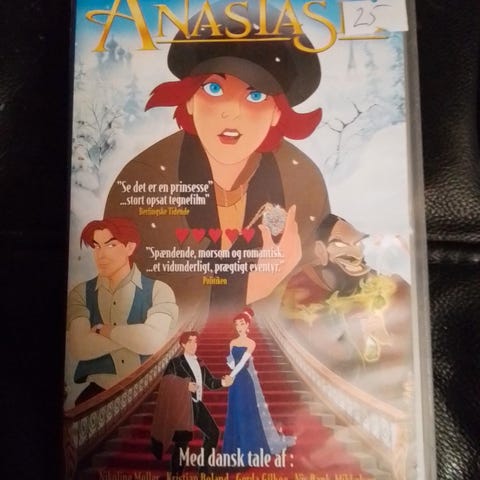 ANASTASI
25
"Se det er en prinsesse"
...stort opsat tegnefilm"
Berlingske Tidende
"Spændende, morsom og romantisk.
...et vidunderligt, prægtigt eventyr."
Politiken
Med dansk tale af :